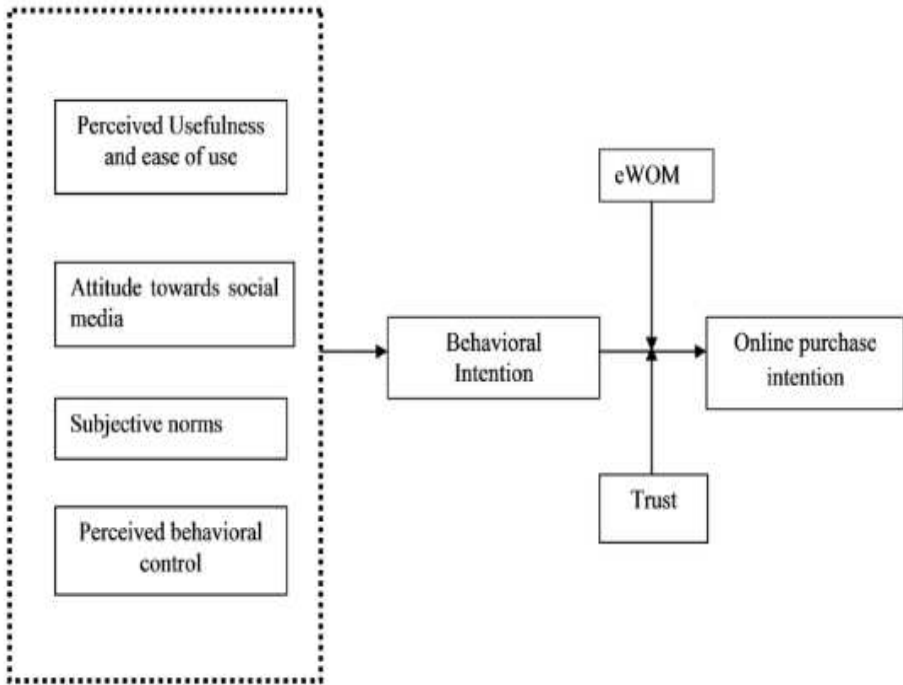 Perceived Usefulness
and ease of use
Attitude towards social
media
Subjective norms
Perceived behavioral
control
Behavioral
Intention
eWOM
Trust
Online purchase
intention